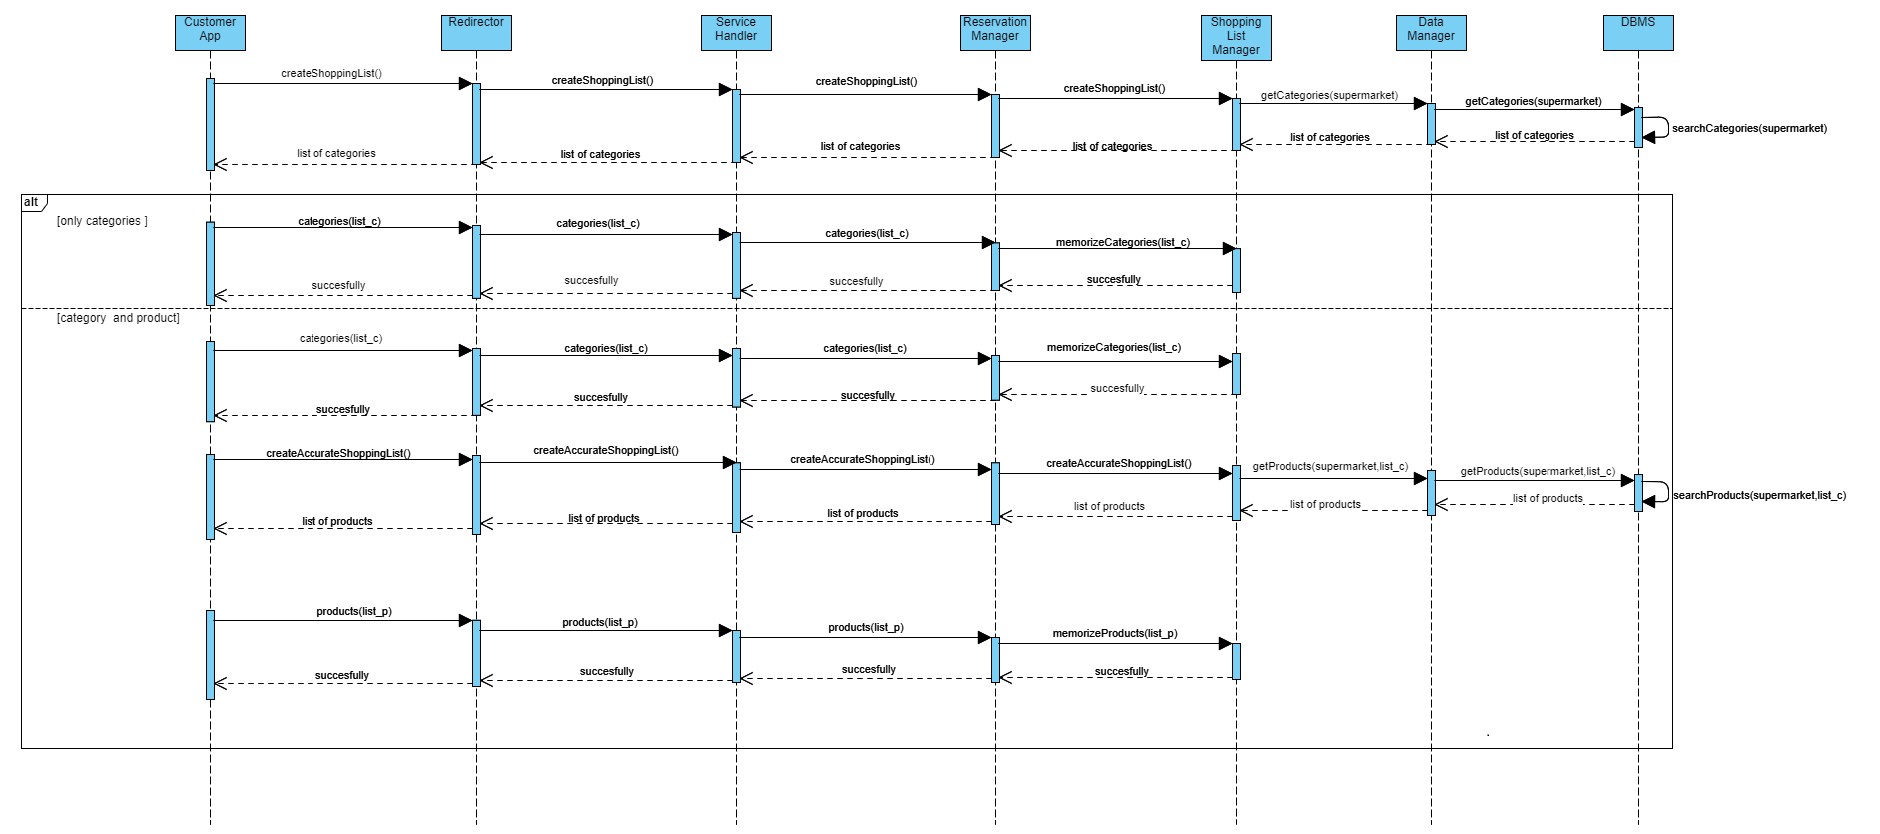 Customer
App
Redirector
Service
Handler
Reservation
Manager
Shopping
List
Manager
Data
Manager
DBMS
createShoppingList()
createShoppingList()
createShoppingList()
createShoppingList()
getCategories(supermarket)
getCategories(supermarket)
searchCategories(supermarket)
list of categories
list of categories
list of categories
list of categories
list of categories
list of categories
alt
[only categories ]
categories(list_c)
categories(list_c)
categories(list_c)
memorizeCategories(list_c)
succesfully
succesfully
succesfully
succesfully
[category  and product]
categories(list_c)
categories(list_c)
categories(list_c)
memorizeCategories(list_c)
succesfully
succesfully
succesfully
succesfully
createAccurateShoppingList()
createAccurateShoppingList()
createAccurateShoppingList()
createAccurateShoppingList()
getProducts(supermarket,list_c)
getProducts(supermarket,list_c)
searchProducts(supermarket,list_c)
list of products
list of products
list of products
list of products
list of products
list of products
products(list_p)
products(list_p)
products(list_p)
memorizeProducts(list_p)
succesfully
succesfully
succesfully
succesfully
.